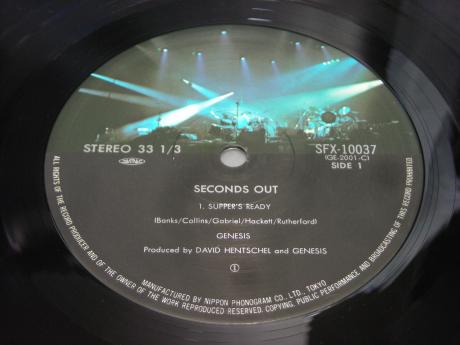 STEREO 33 1/3
SFX-10037
(GE-2001-C)
SIDE 1
SECONDS OUT
1. SUPPER'S READY
(Banks/Collins/Gabriel/Hackett/Rutherford)
GENESIS
Produced by DAVID HENTSCHEL and GENESIS
ALL RIGHTS OF THE RECORD PRODUCER AND OF THE OWNER OF THE WORK REPRODUCED RESERVED. COPYING, PUBLIC PERFORMANCE AND BROADCASTING OF THIS RECORD PROHIBITED.
MANUFACTURED BY NIPPON PHONOGRAM CO., LTD., TOKYO